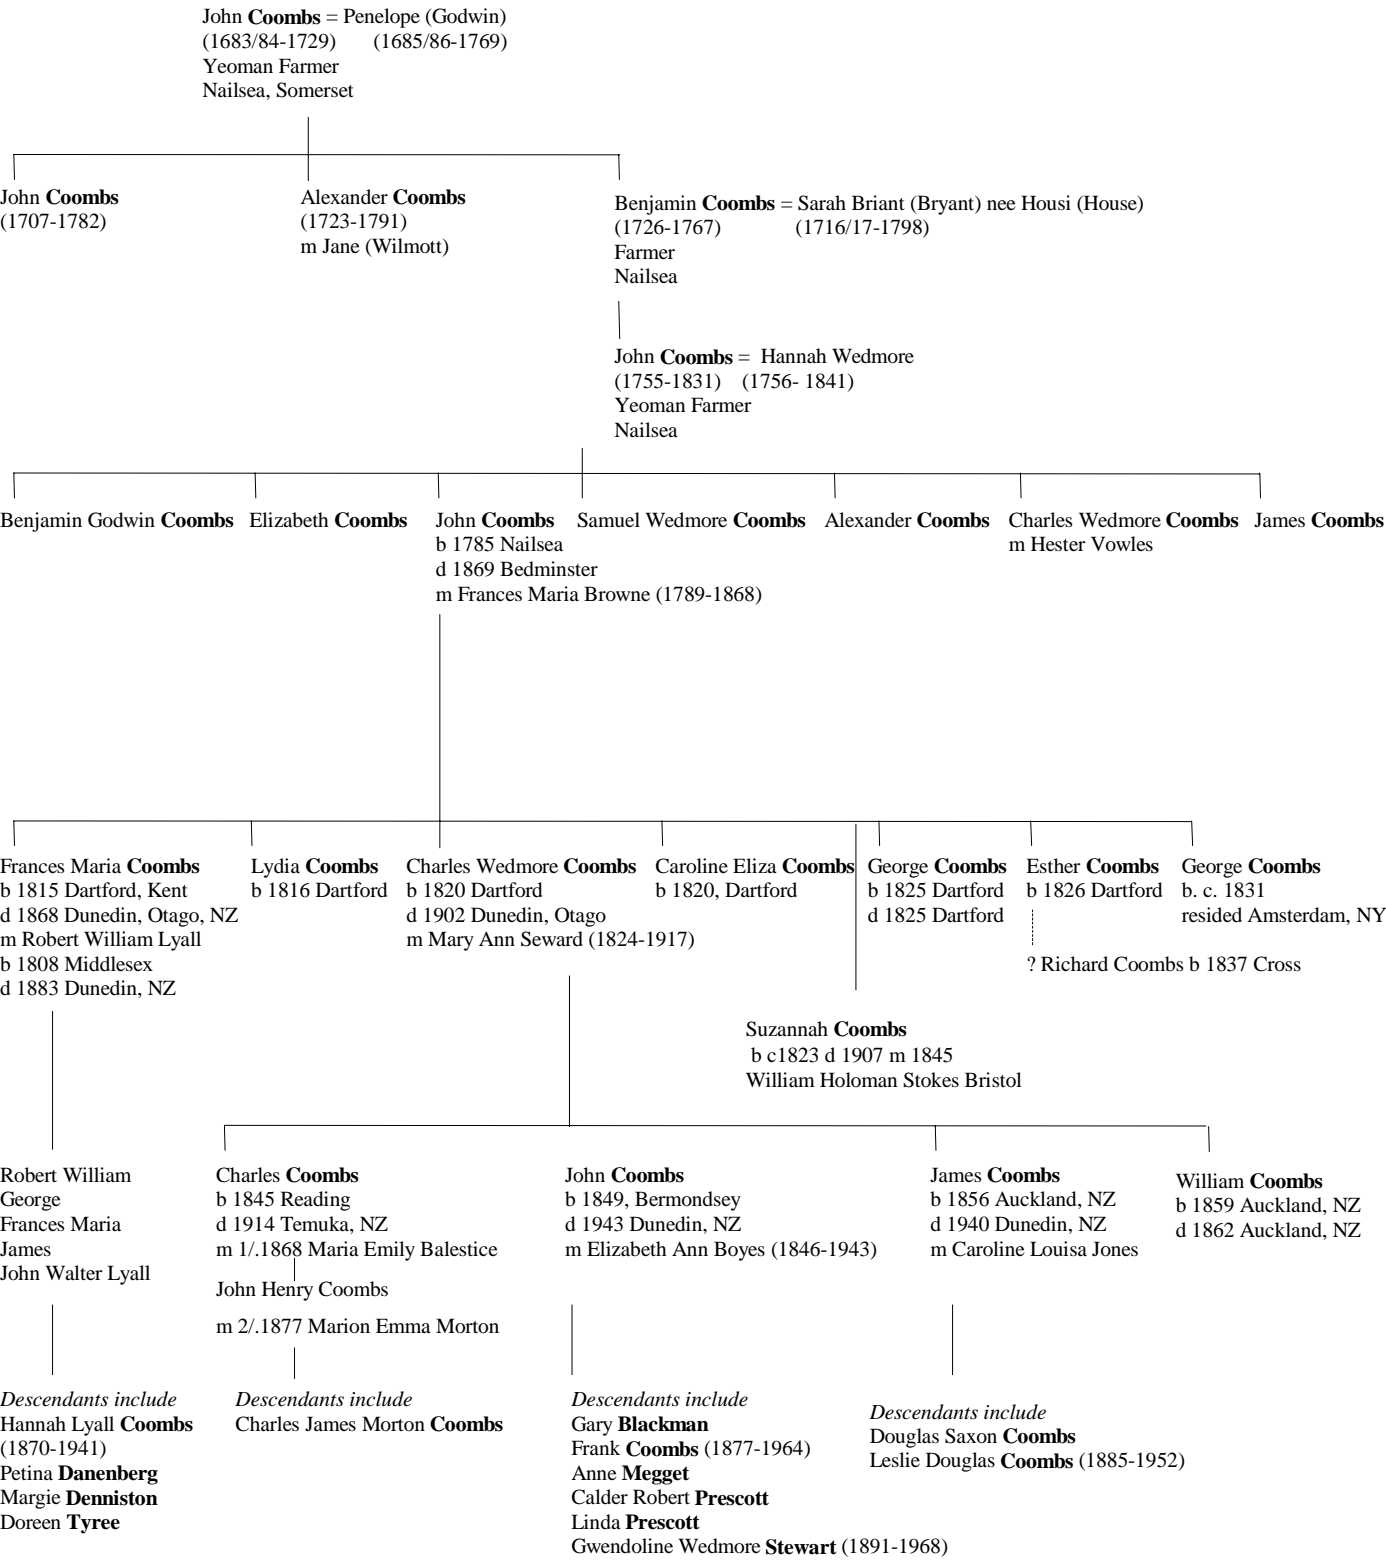 John Coombs = Penelope (Godwin)
(1683/84-1729) (1685/86-1769)
Yeoman Farmer
Nailsea, Somerset
John Coombs
(1707-1782)
Alexander Coombs
(1723-1791)
m Jane (Wilmott)
Benjamin Coombs = Sarah Briant (Bryant) nee Housi (House)
(1726-1767) (1716/17-1798)
Farmer
Nailsea
John Coombs = Hannah Wedmore
(1755-1831) (1756- 1841)
Yeoman Farmer
Nailsea
Benjamin Godwin Coombs
Elizabeth Coombs
John Coombs
b 1785 Nailsea
d 1869 Bedminster
m Frances Maria Browne (1789-1868)
Samuel Wedmore Coombs
Alexander Coombs
Charles Wedmore Coombs
m Hester Vowles
James Coombs
Frances Maria Coombs
b 1815 Dartford, Kent
d 1868 Dunedin, Otago, NZ
m Robert William Lyall
b 1808 Middlesex
d 1883 Dunedin, NZ
Lydia Coombs
b 1816 Dartford
Charles Wedmore Coombs
b 1820 Dartford
d 1902 Dunedin, Otago
m Mary Ann Seward (1824-1917)
Caroline Eliza Coombs
b 1820, Dartford
George Coombs
b 1825 Dartford
d 1825 Dartford
Esther Coombs
b 1826 Dartford
? Richard Coombs b 1837 Cross
George Coombs
b. c. 1831
resided Amsterdam, NY
Suzannah Coombs
b c1823 d 1907 m 1845
William Holoman Stokes Bristol
Robert William
George
Frances Maria
James
John Walter Lyall
Charles Coombs
b 1845 Reading
d 1914 Temuka, NZ
m 1/.1868 Maria Emily Balestice
John Henry Coombs
m 2/.1877 Marion Emma Morton
John Coombs
b 1849, Bermondsey
d 1943 Dunedin, NZ
m Elizabeth Ann Boyes (1846-1943)
James Coombs
b 1856 Auckland, NZ
d 1940 Dunedin, NZ
m Caroline Louisa Jones
William Coombs
b 1859 Auckland, NZ
d 1862 Auckland, NZ
Descendants include
Hannah Lyall Coombs
(1870-1941)
Petina Danenberg
Margie Denniston
Doreen Tyree
Descendants include
Charles James Morton Coombs
Descendants include
Gary Blackman
Frank Coombs (1877-1964)
Anne Megget
Calder Robert Prescott
Linda Prescott
Gwendoline Wedmore Stewart (1891-1968)
Descendants include
Douglas Saxon Coombs
Leslie Douglas Coombs (1885-1952)